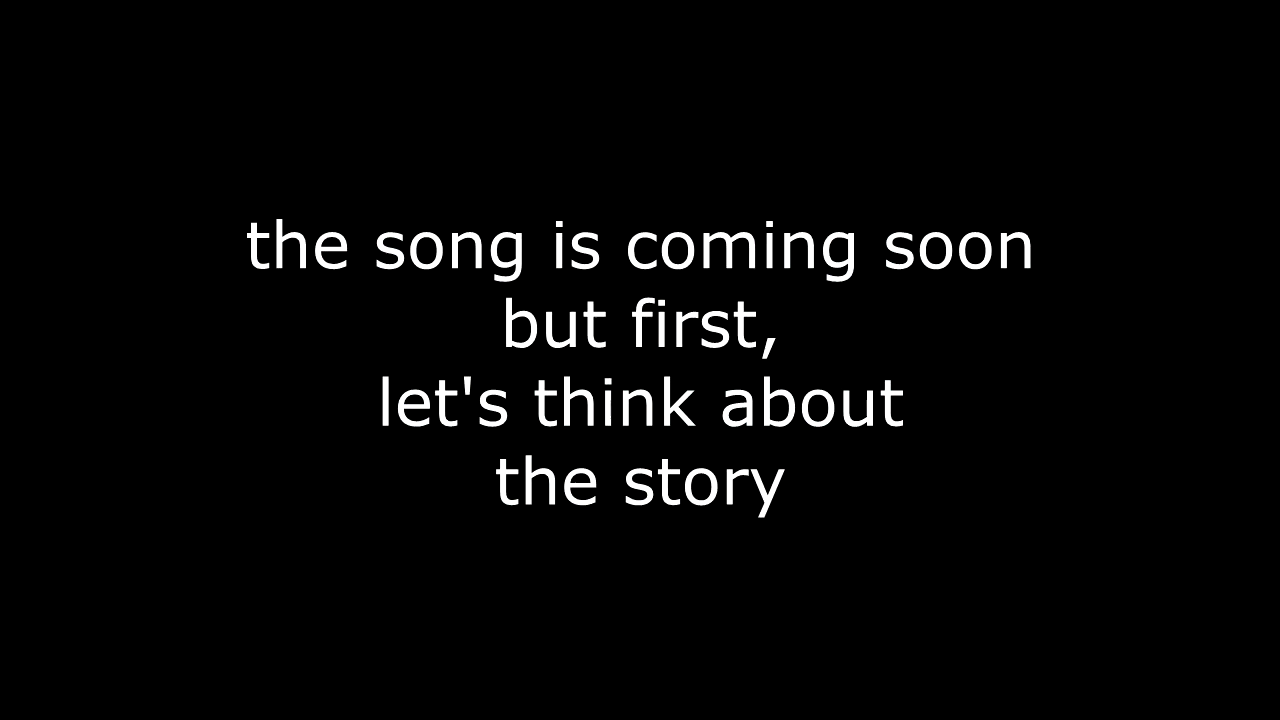 the song is coming soon
but first,
let's think about
the story